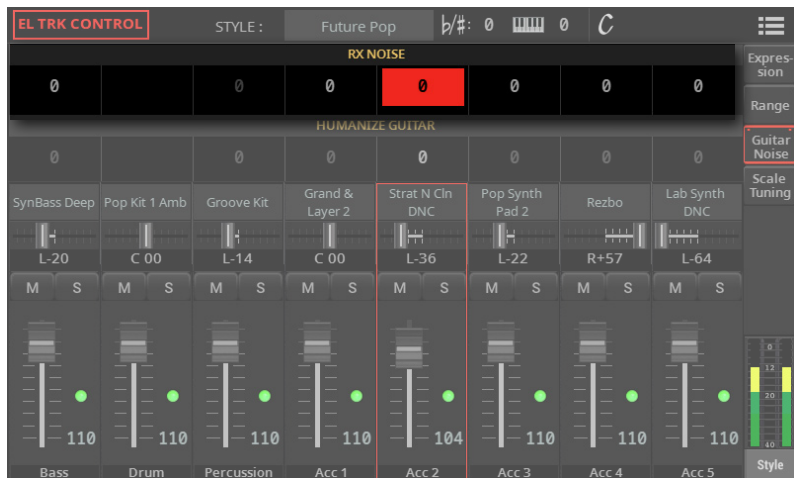 EL TRK CONTROL STYLE : Future Pop ♭/#: 0 0 C
RX NOISE
0 0 0 0 0 0 0
HUMANIZE GUITAR
0 0 0 0 0 0 0
SynBass Deep Pop Kit 1 Amb Groove Kit Grand & Layer 2 Strat N Cln DNC Pop Synth Pad 2 Rezbo Lab Synth DNC
L-20 C 00 L-14 C 00 L-36 L-22 R+57 L-64
M S M S M S M S M S M S M S M S
110 110 110 110 104 110 110 110
Bass Drum Percussion Acc 1 Acc 2 Acc 3 Acc 4 Acc 5
Expres-
sion
Range
Guitar
Noise
Scale
Tuning
0
12
20
40
Style